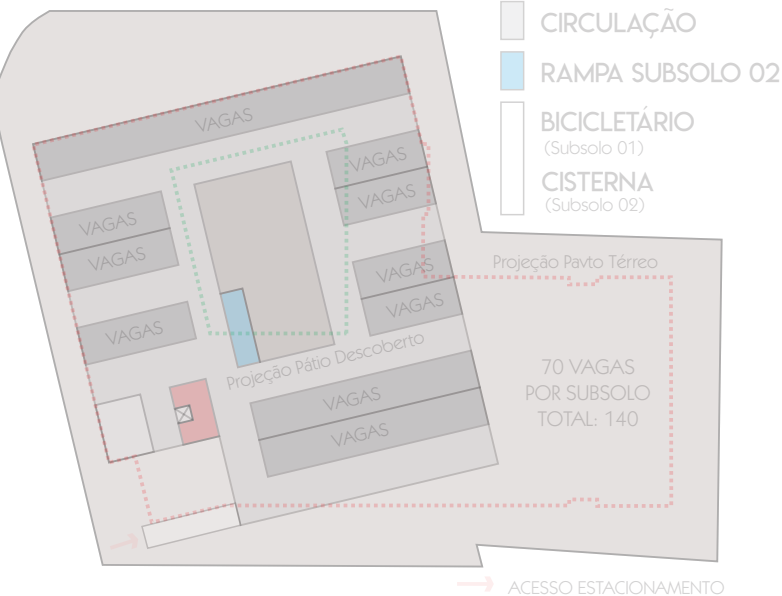 CIRCULAÇÃO
RAMPA SUBSOLO 02
BICICLETÁRIO
(Subsolo 01)
CISTERNA
(Subsolo 02)
VAGAS
VAGAS
VAGAS
VAGAS
VAGAS
VAGAS
VAGAS
VAGAS
Projeção Pavto Térreo
Projeção Pátio Descoberto
70 VAGAS
POR SUBSOLO
TOTAL: 140
VAGAS
VAGAS
ACESSO ESTACIONAMENTO